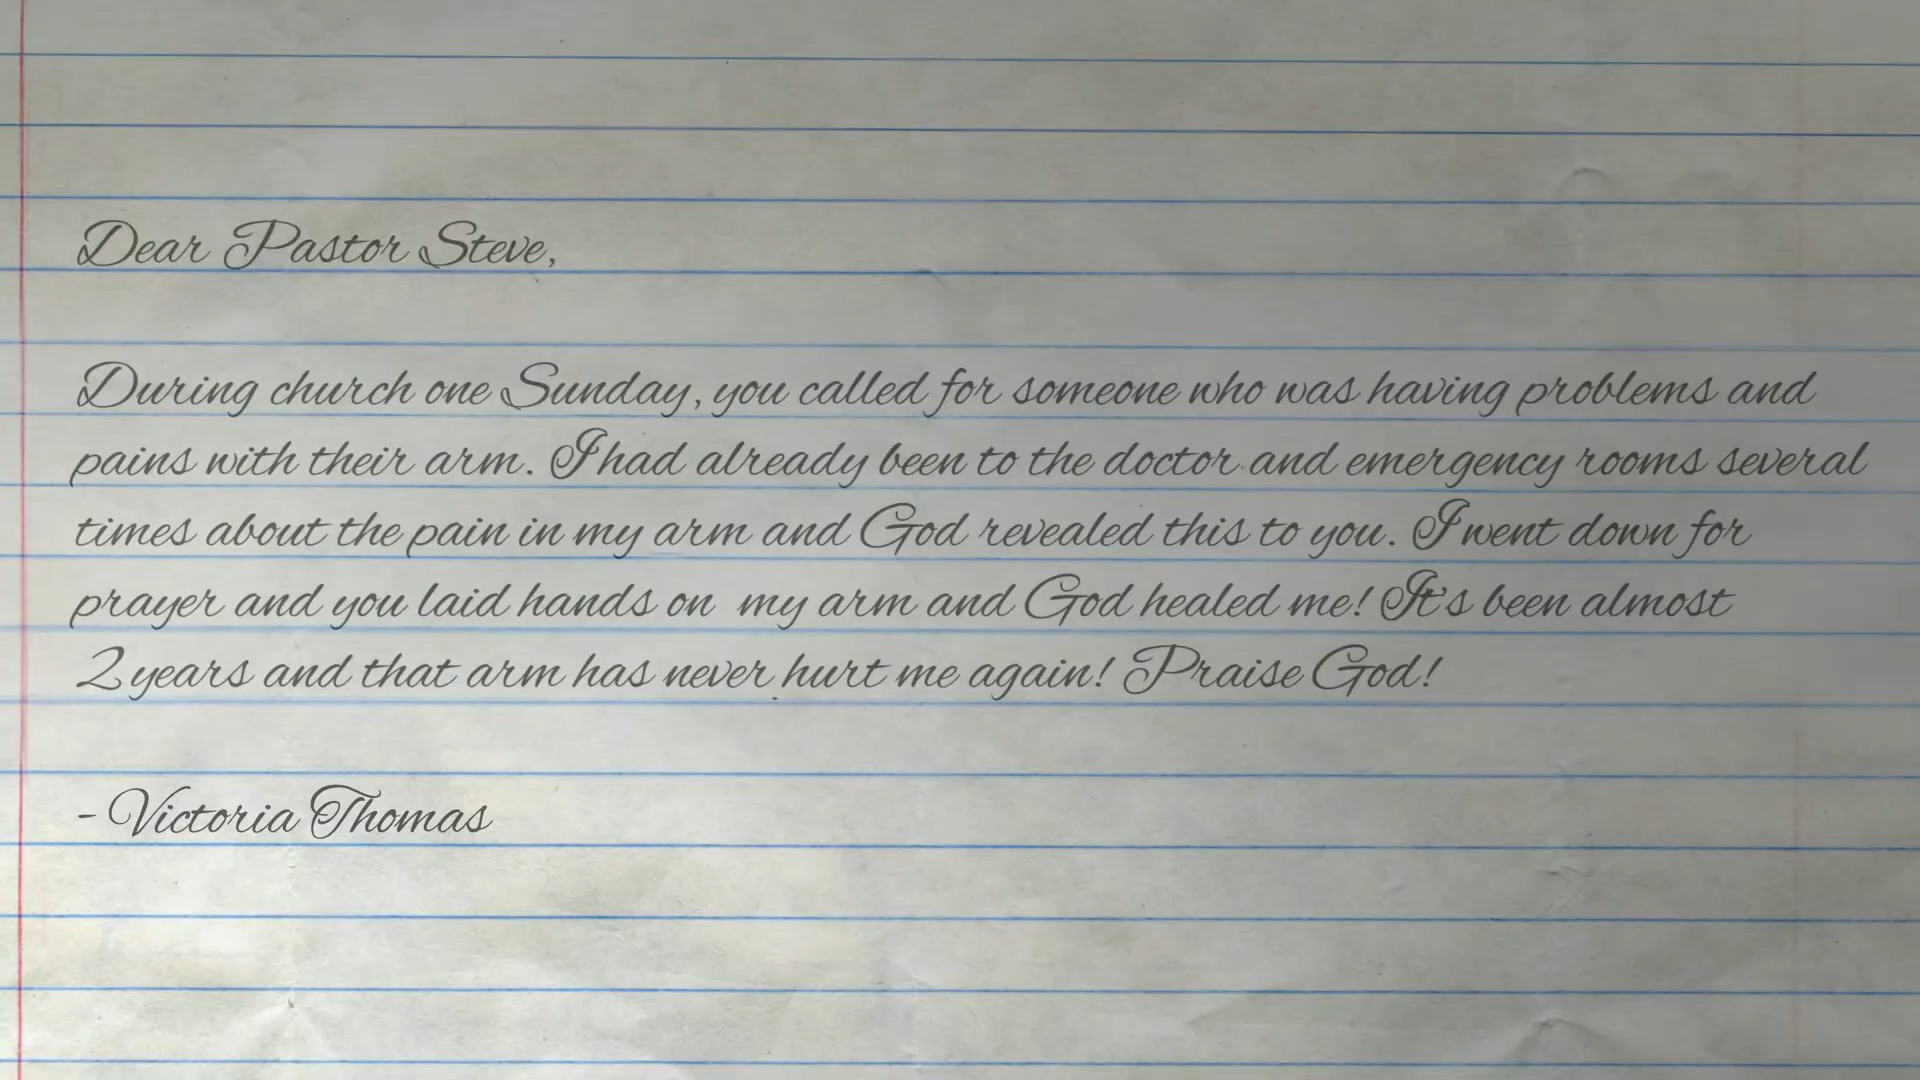 Dear Pastor Steve,
During church one Sunday, you called for someone who was having problems and
pains with their arm. I had already been to the doctor and emergency rooms several
times about the pain in my arm and God revealed this to you. I went down for
prayer and you laid hands on my arm and God healed me! It's been almost
2 years and that arm has never hurt me again! Praise God!
- Victoria Thomas